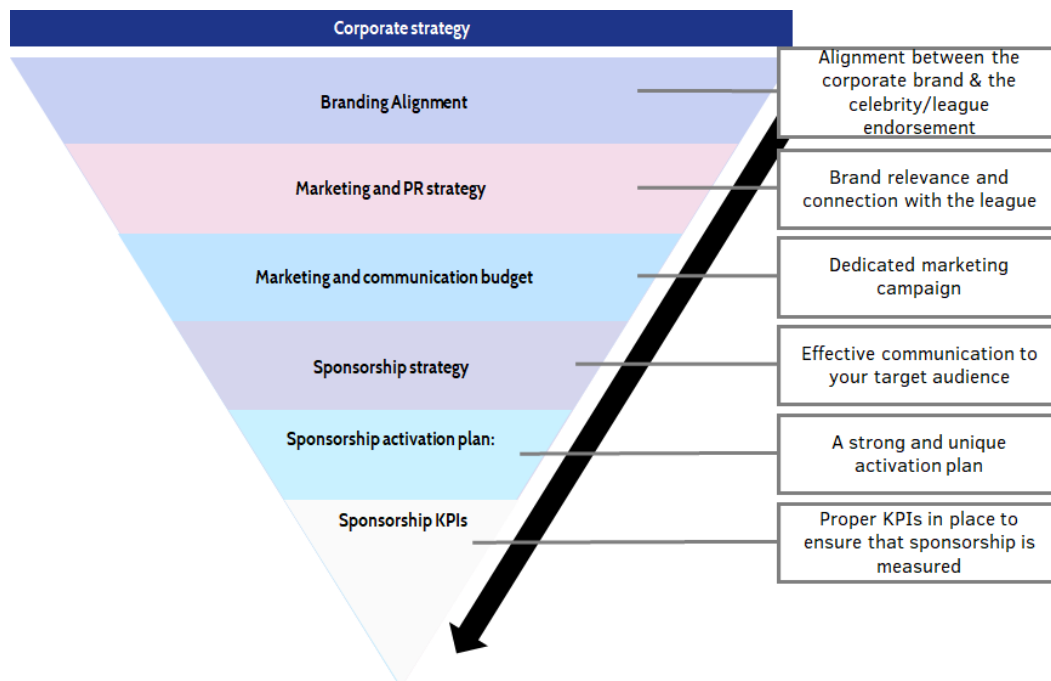 Corporate strategy
Branding Alignment
Alignment between the
corporate brand & the
celebrity/league
endorsement
Marketing and PR strategy
Brand relevance and
connection with the league
Marketing and communication budget
Dedicated marketing
campaign
Sponsorship strategy
Effective communication to
your target audience
Sponsorship activation plan:
A strong and unique
activation plan
Sponsorship KPIs
Proper KPIs in place to
ensure that sponsorship is
measured